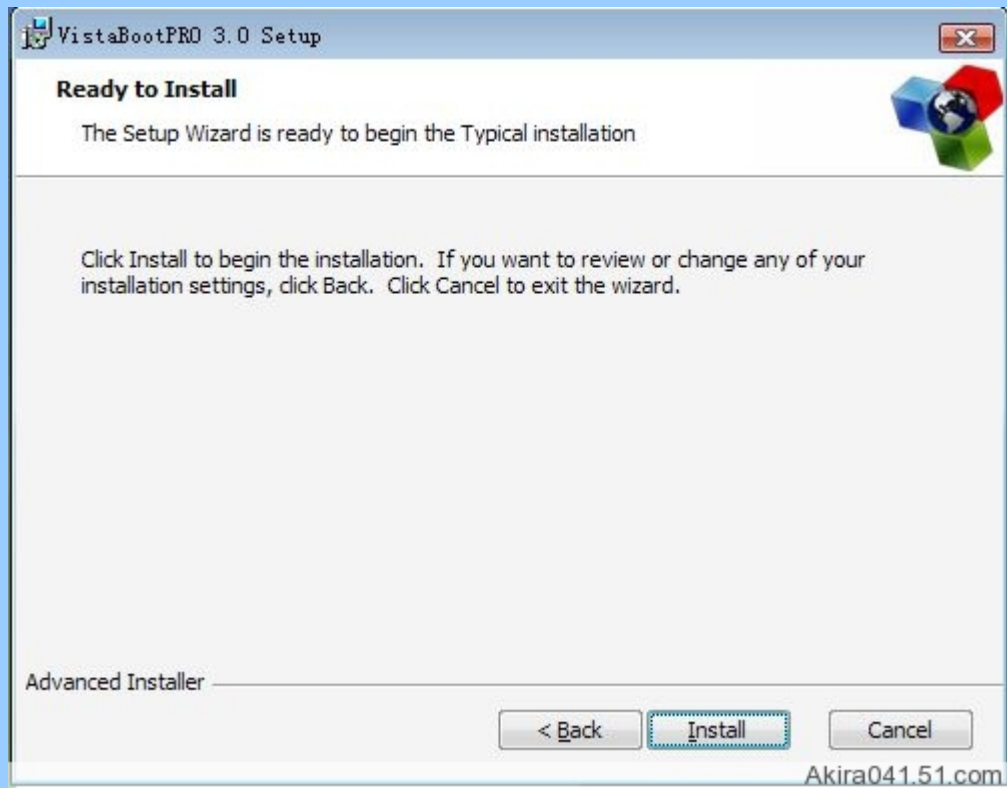 VistaBootPRO 3.0 Setup
Ready to Install
The Setup Wizard is ready to begin the Typical installation
Click Install to begin the installation.  If you want to review or change any of your
installation settings, click Back.  Click Cancel to exit the wizard.
Advanced Installer
< Back
Install
Cancel
Akira041.51.com